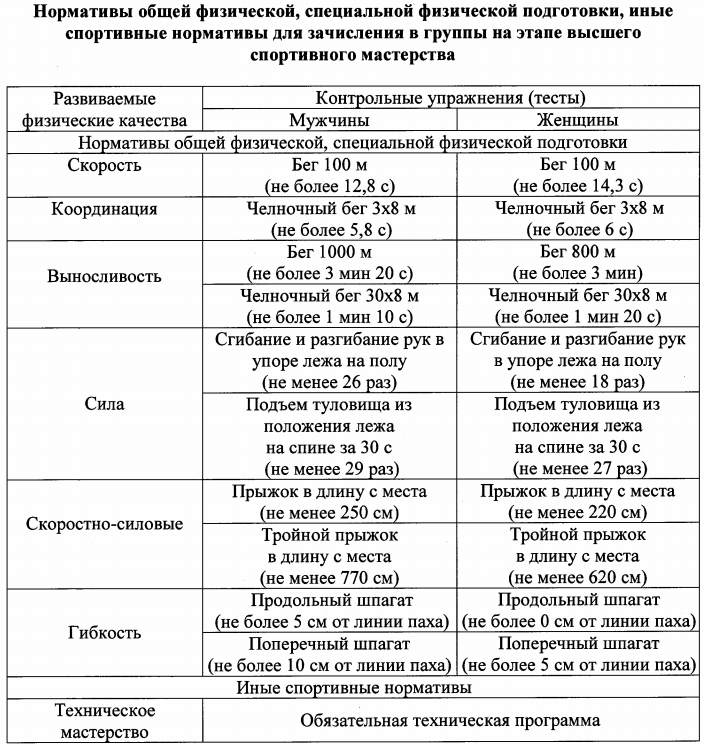 Нормативы общей физической, специальной физической подготовки, иные
спортивные нормативы для зачисления в группы на этапе высшего
спортивного мастерства
Развиваемые
физические качества
Контрольные упражнения (тесты)
Мужчины
Женщины
Нормативы общей физической, специальной физической подготовки
Скорость
Бег 100 м
(не более 12,8 с)
Бег 100 м
(не более 14,3 с)
Координация
Челночный бег 3х8 м
(не более 5,8 с)
Челночный бег 3х8 м
(не более 6 с)
Выносливость
Бег 1000 м
(не более 3 мин 20 с)
Бег 800 м
(не более 3 мин)
Челночный бег 30х8 м
(не более 1 мин 10 с)
Челночный бег 30х8 м
(не более 1 мин 20 с)
Сила
Сгибание и разгибание рук в
упоре лежа на полу
(не менее 26 раз)
Сгибание и разгибание рук
в упоре лежа на полу
(не менее 18 раз)
Подъем туловища из
положения лежа
на спине за 30 с
(не менее 29 раз)
Подъем туловища из
положения лежа
на спине за 30 с
(не менее 27 раз)
Скоростно-силовые
Прыжок в длину с места
(не менее 250 см)
Прыжок в длину с места
(не менее 220 см)
Тройной прыжок
в длину с места
(не менее 770 см)
Тройной прыжок
в длину с места
(не менее 620 см)
Гибкость
Продольный шпагат
(не более 5 см от линии паха)
Продольный шпагат
(не более 0 см от линии паха)
Поперечный шпагат
(не более 10 см от линии паха)
Поперечный шпагат
(не более 5 см от линии паха)
Иные спортивные нормативы
Техническое
мастерство
Обязательная техническая программа